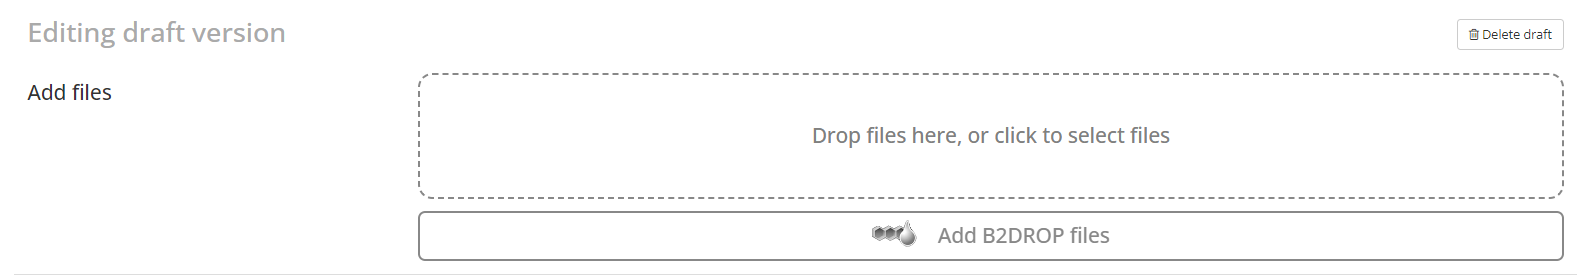 Editing draft version
Delete draft
Add files
Drop files here, or click to select files
Add B2DROP files